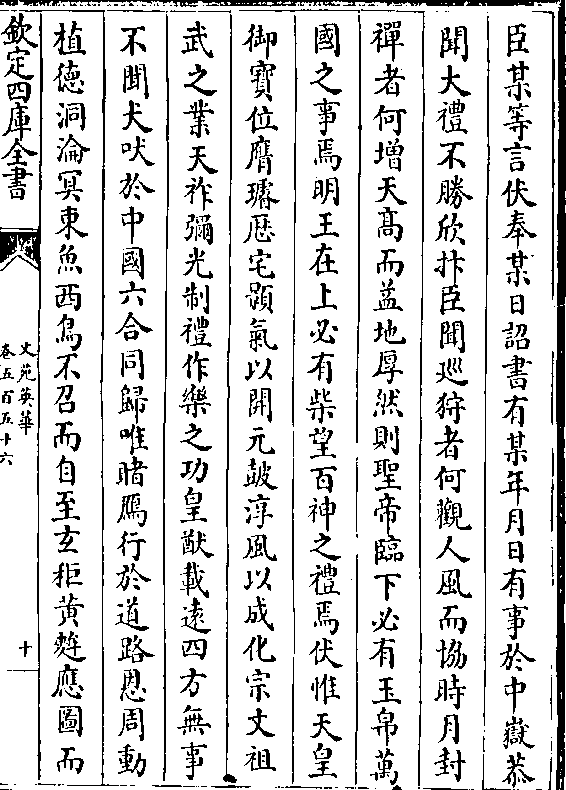 臣某等言伏奉某日詔書有某年月日有事於中嶽恭
聞大禮不勝欣抃臣聞巡狩者何觀人風而協時月封
禪者何增天髙而益地厚然則聖帝臨下必有玉帛萬
國之事焉明王在上必有柴望百神之禮焉伏惟天皇
御寶位膺璿厯宅顥氣以開元皷淳風以成化宗文祖
武之業天祚彌光制禮作樂之功皇猷載遠四方無事
不聞犬吠於中國六合同歸唯睹鴈行於道路恩周動
植德洞淪冥東魚西鳥不召而自至玄秬黄麰應圖而
欽定四庫全書
文苑英華
卷五百五十六
十